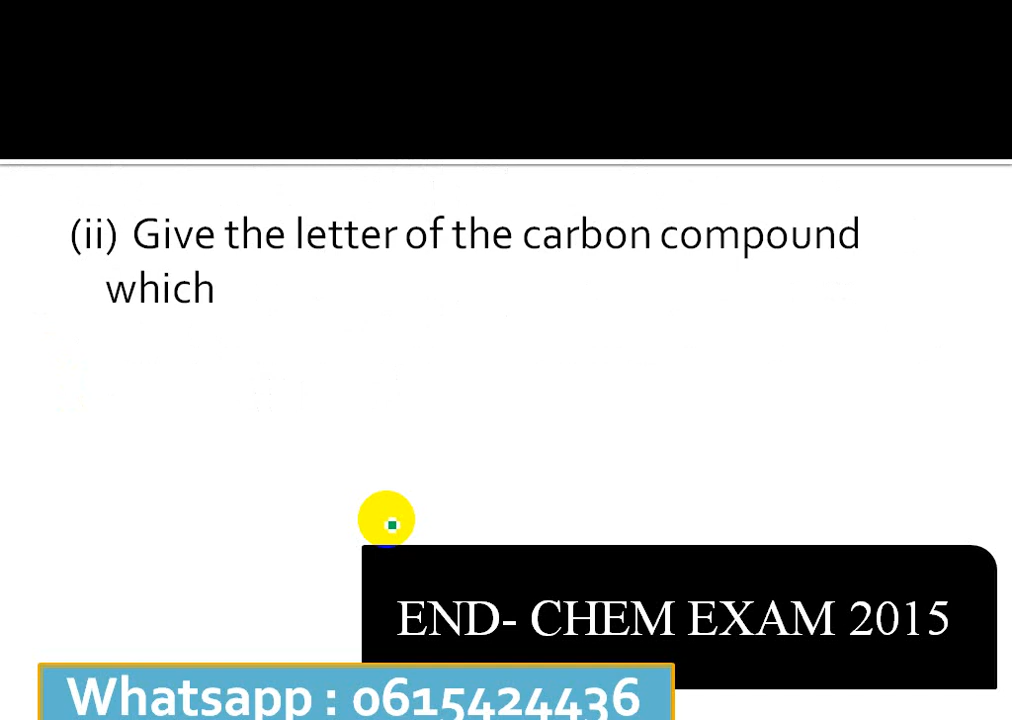 (ii) Give the letter of the carbon compound
which
END- CHEM EXAM 2015
Whatsapp : 0615424436